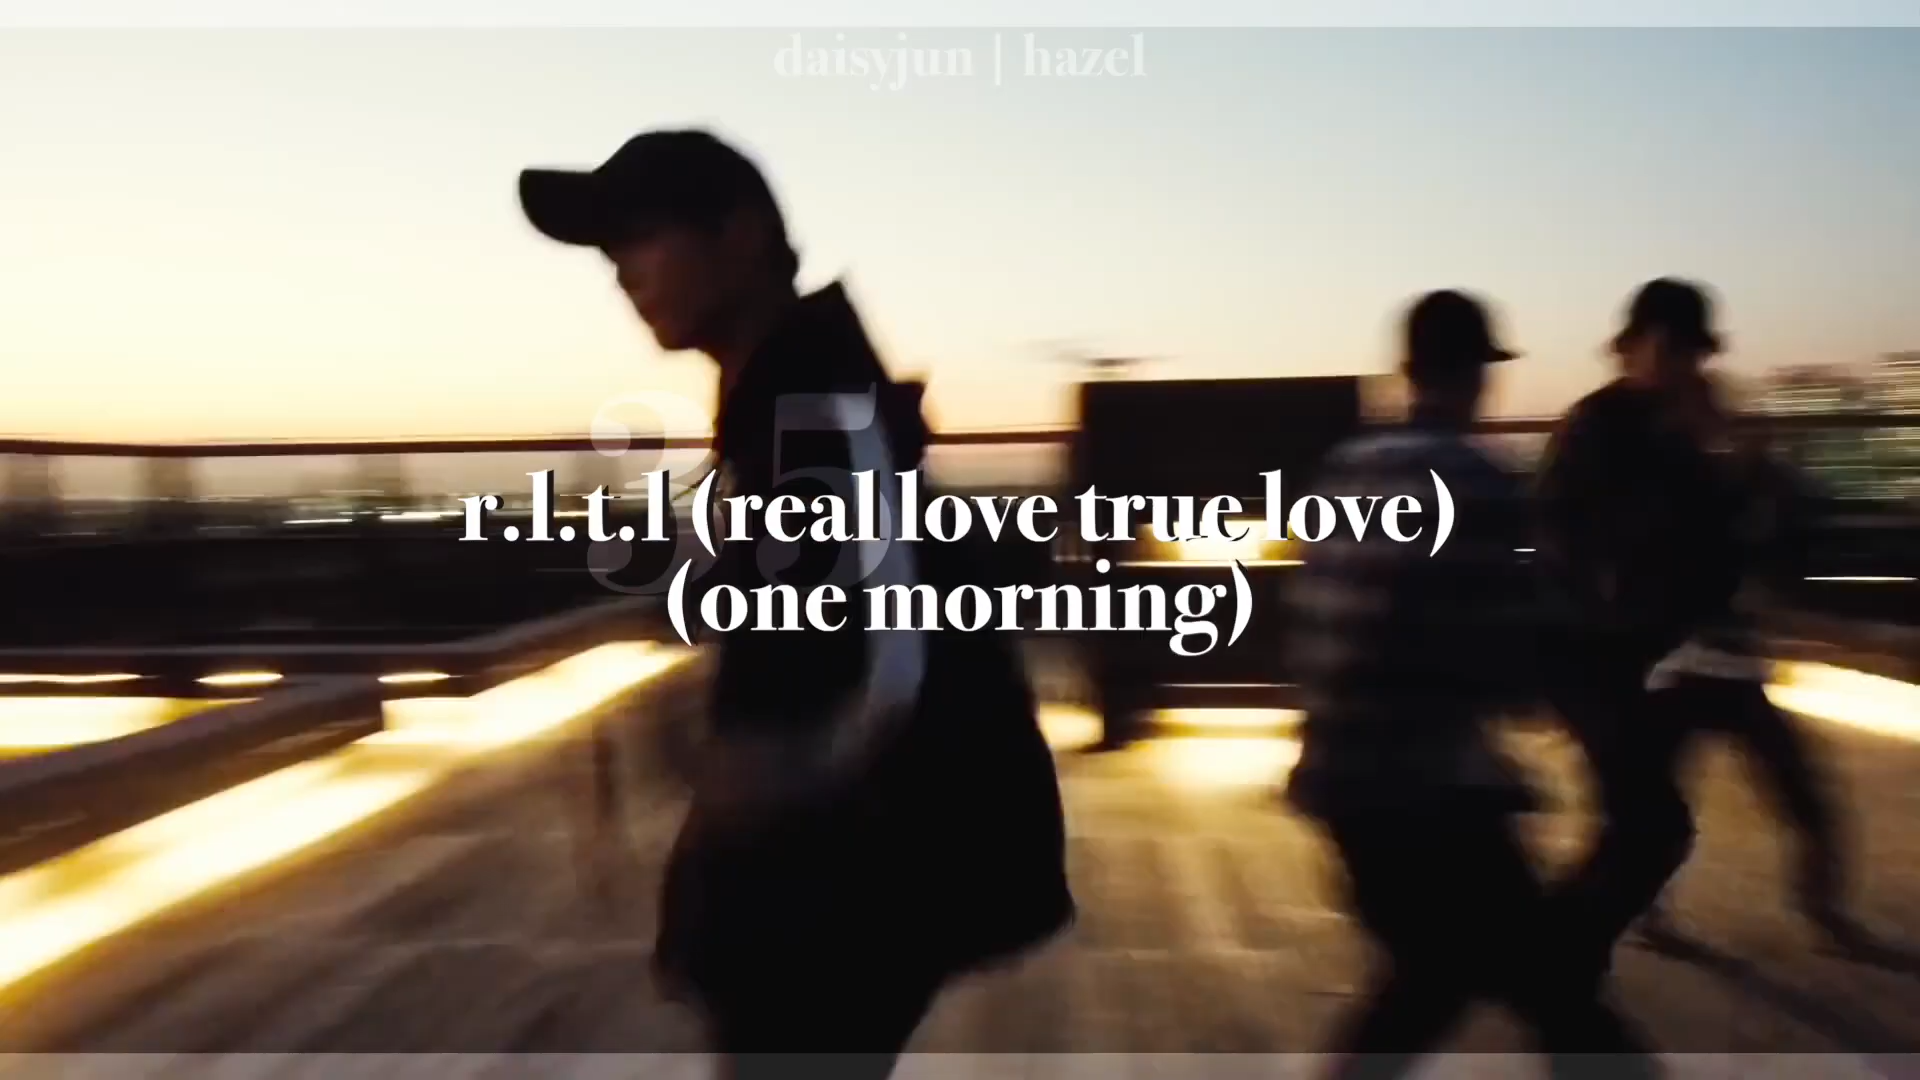 daisyjun | hazel
35
r.l.t.l (real love true love)
(one morning)